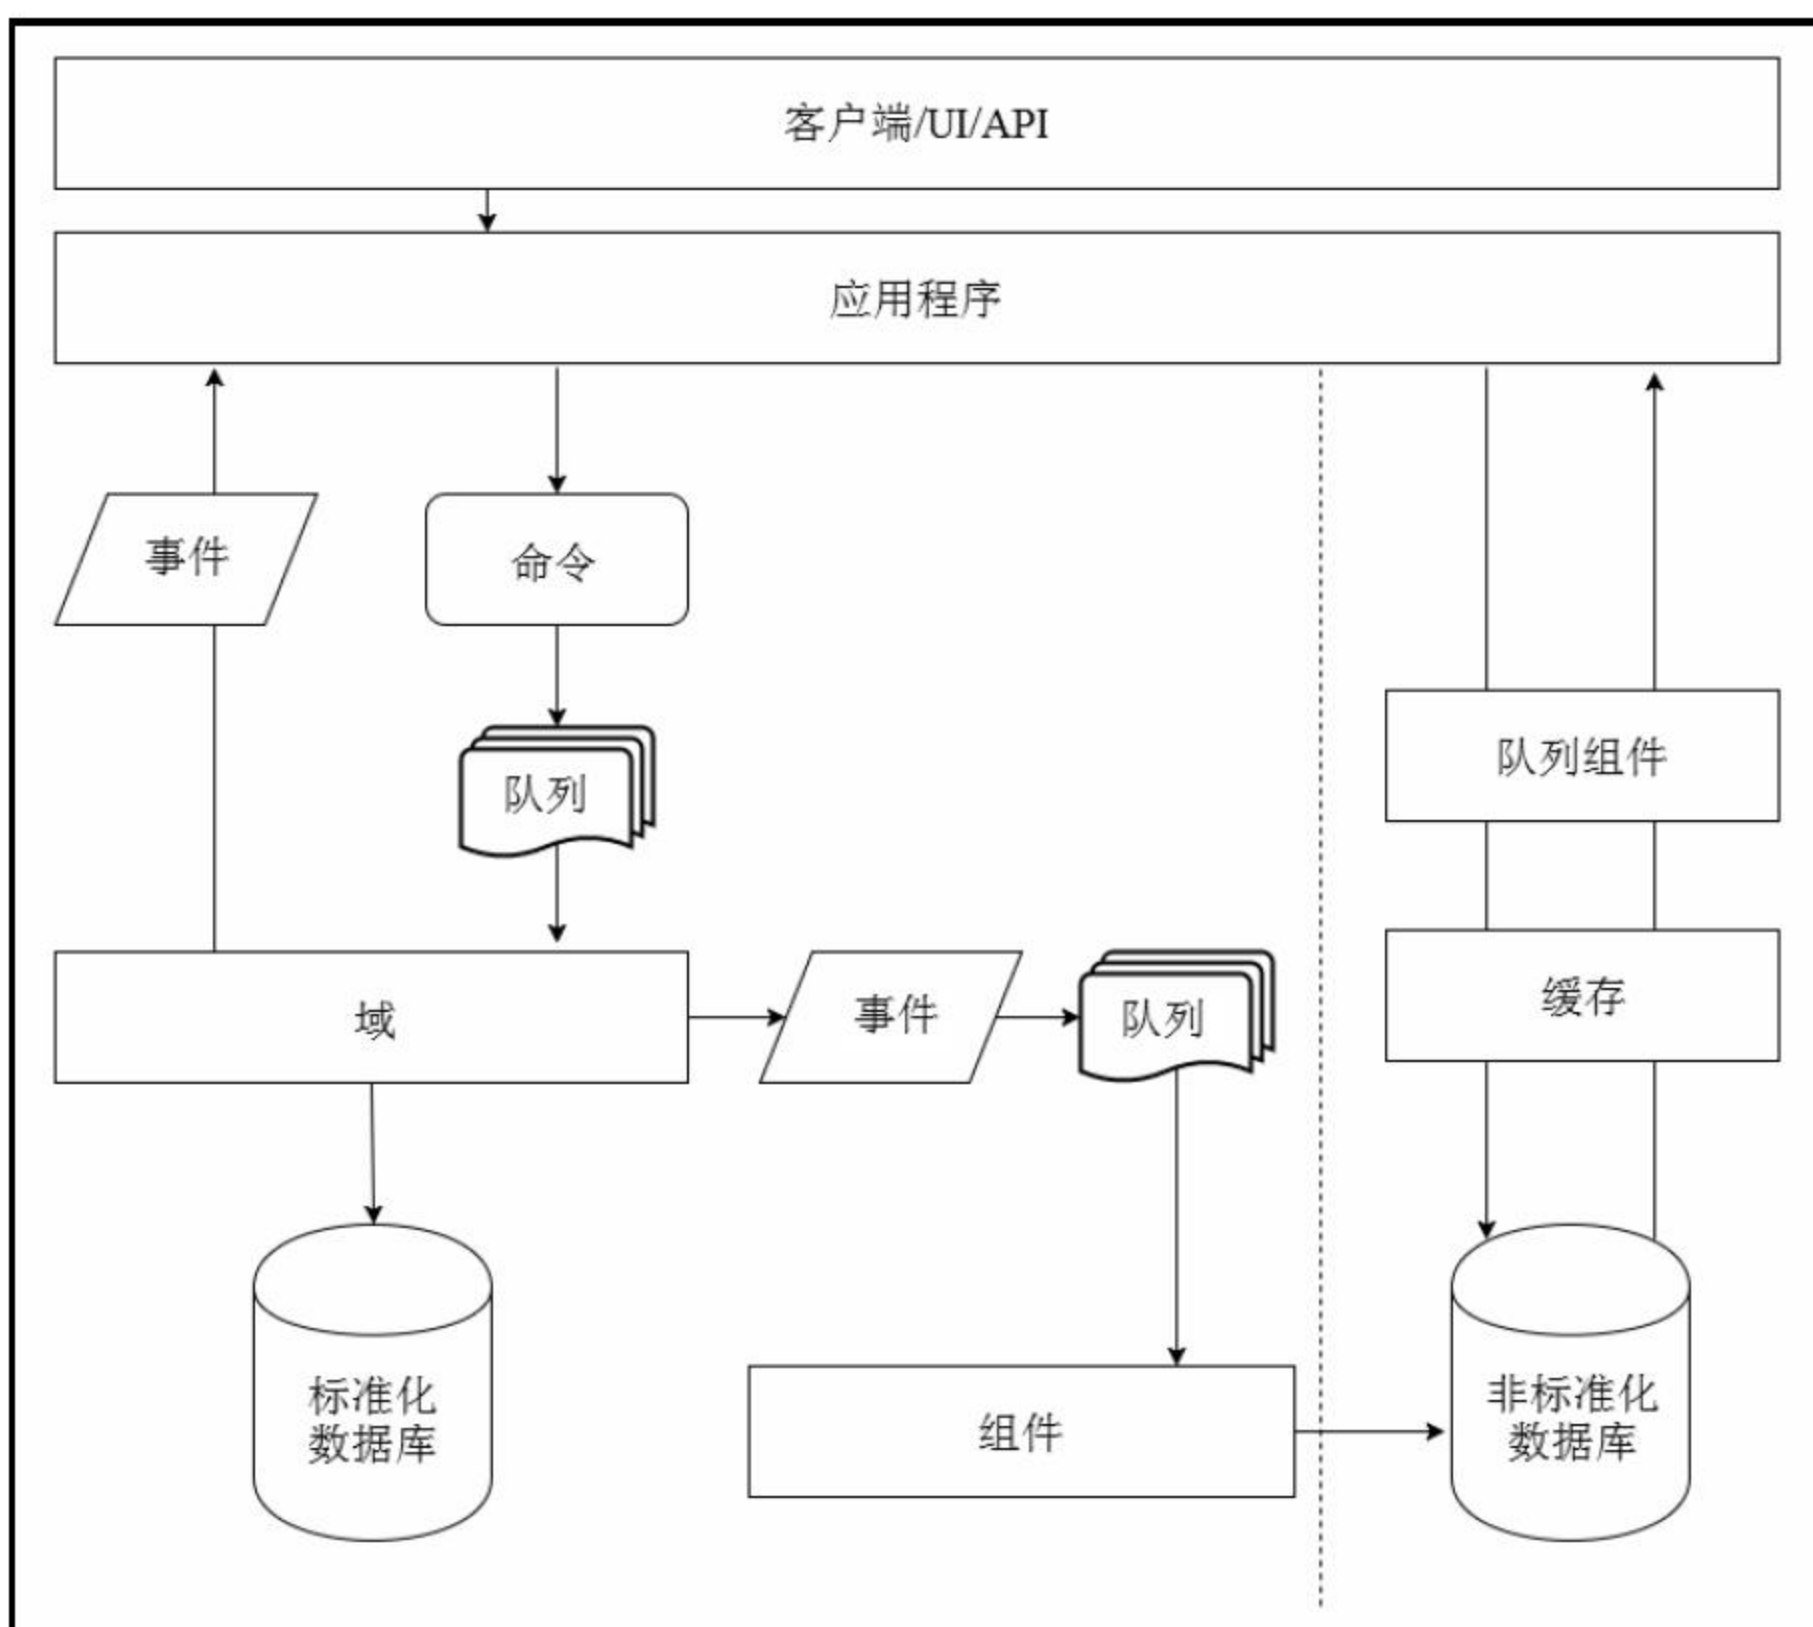 客户端/UI/API
应用程序
事件
命令
队列
队列组件
域
事件
队列
缓存
标准化
数据库
组件
非标准化
数据库